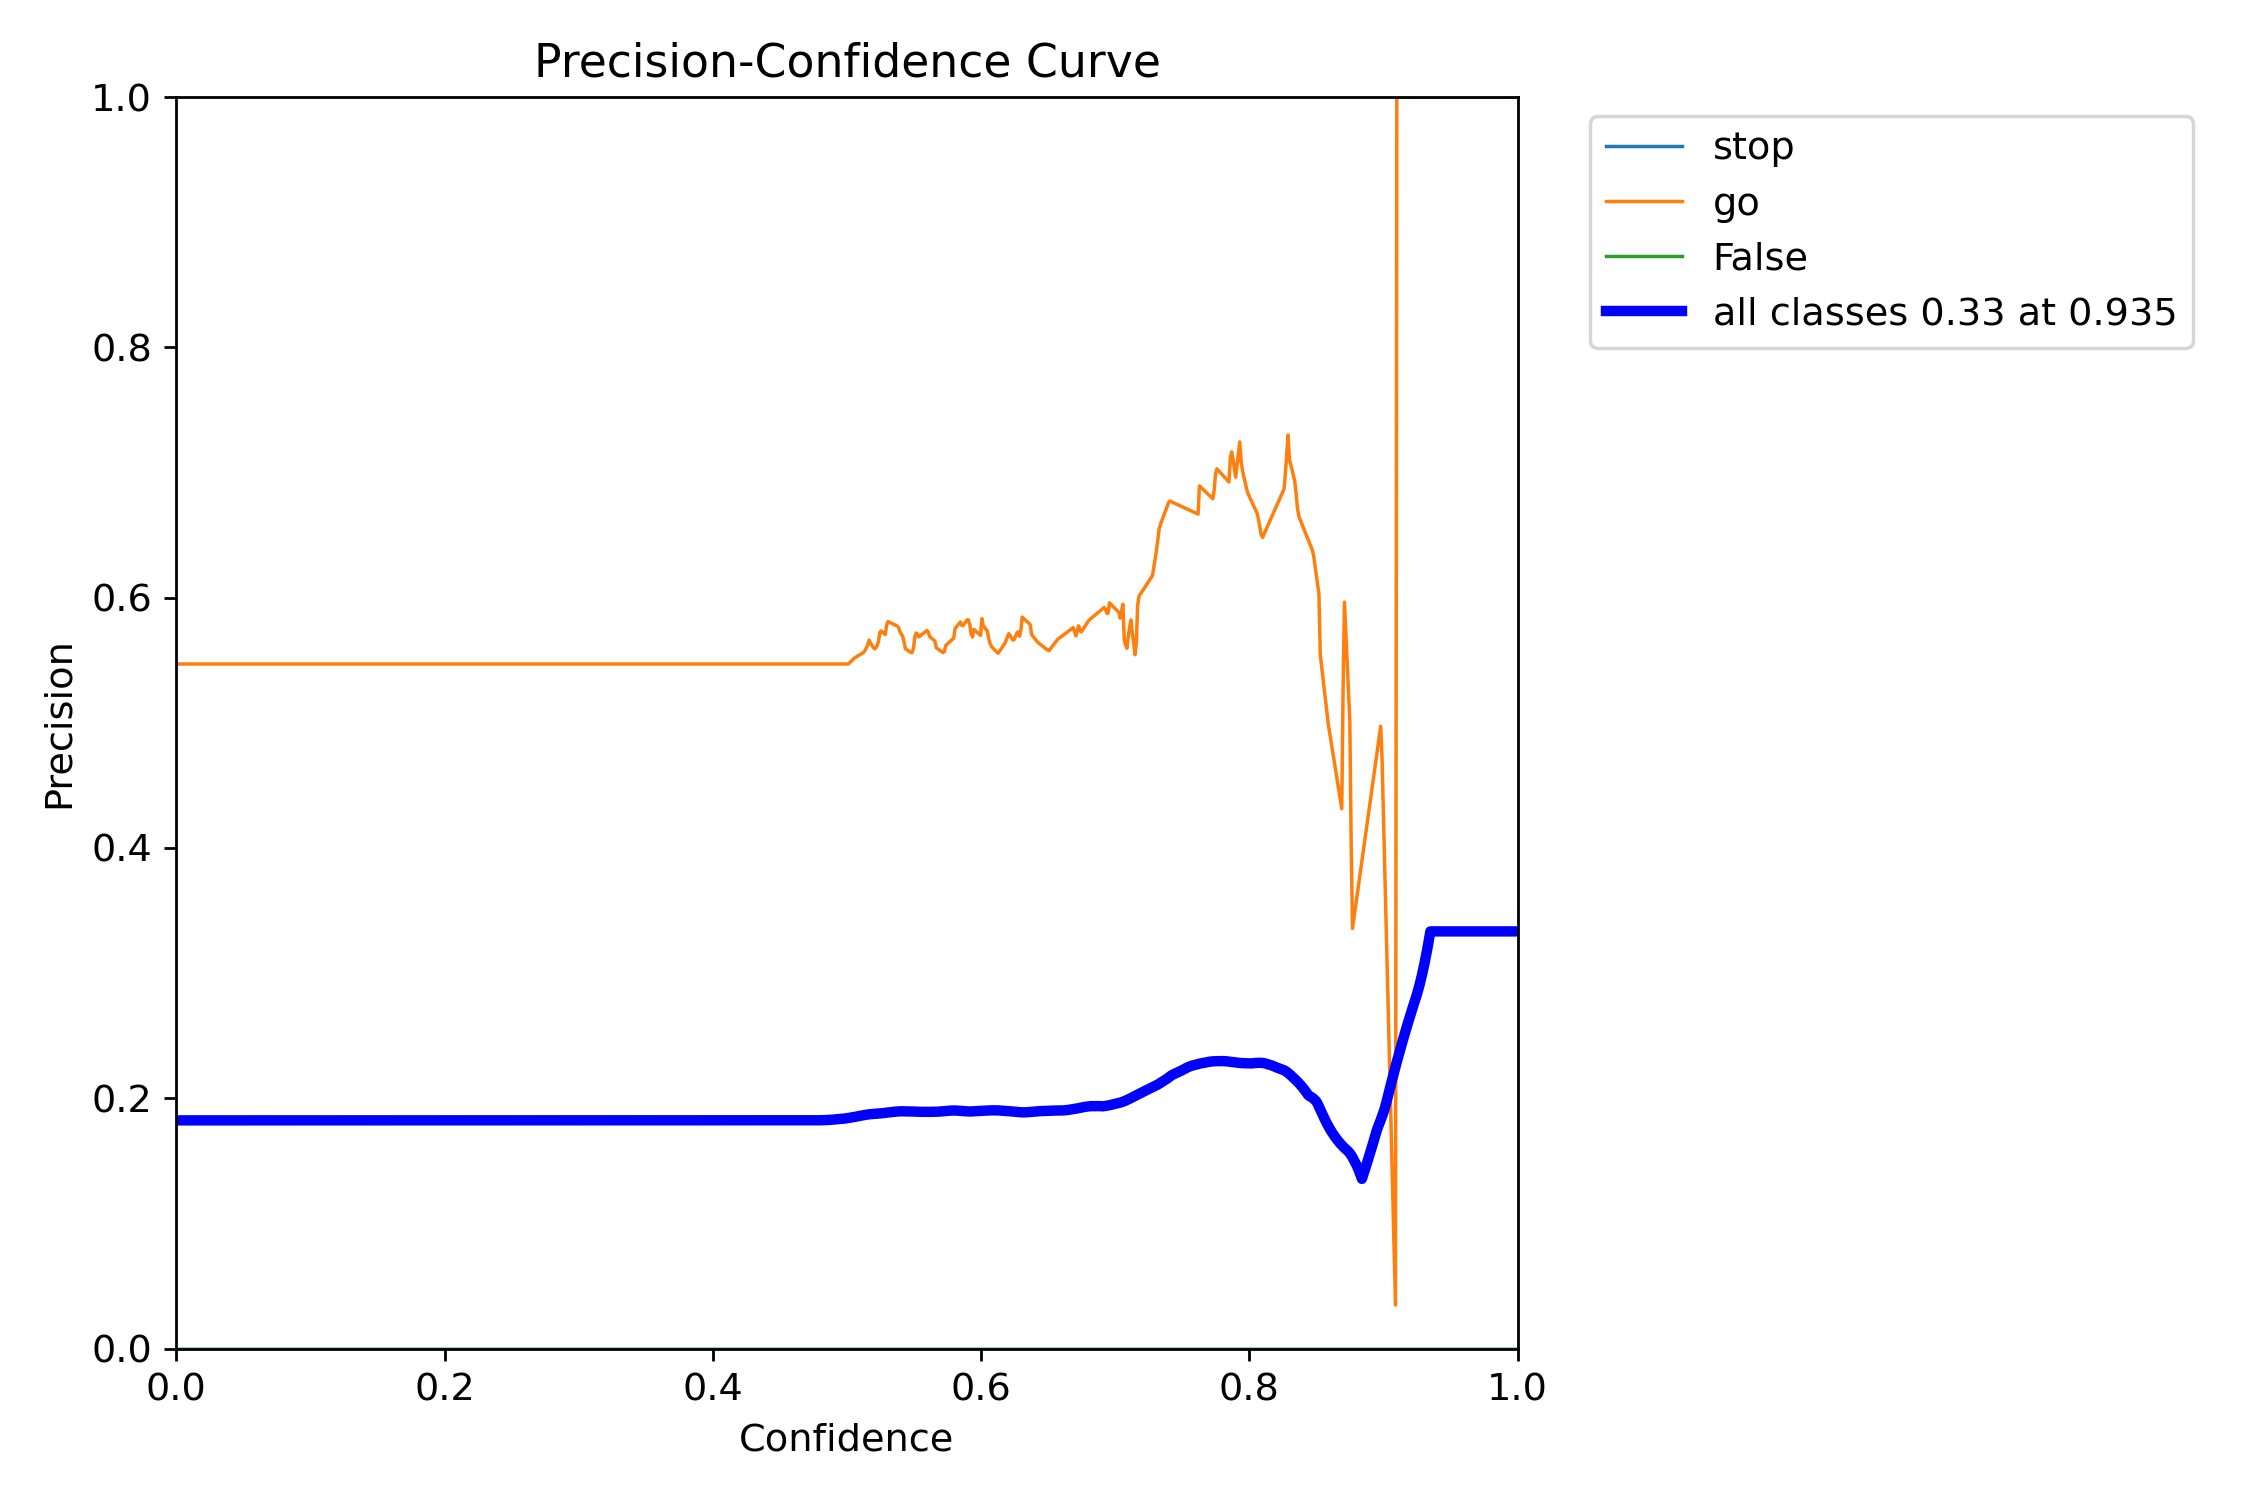 Precision-Confidence Curve
1.0
0.8
0.6
0.4
0.2
0.0
Precision
0.0 0.2 0.4 0.6 0.8 1.0
Confidence
stop
go
False
all classes 0.33 at 0.935